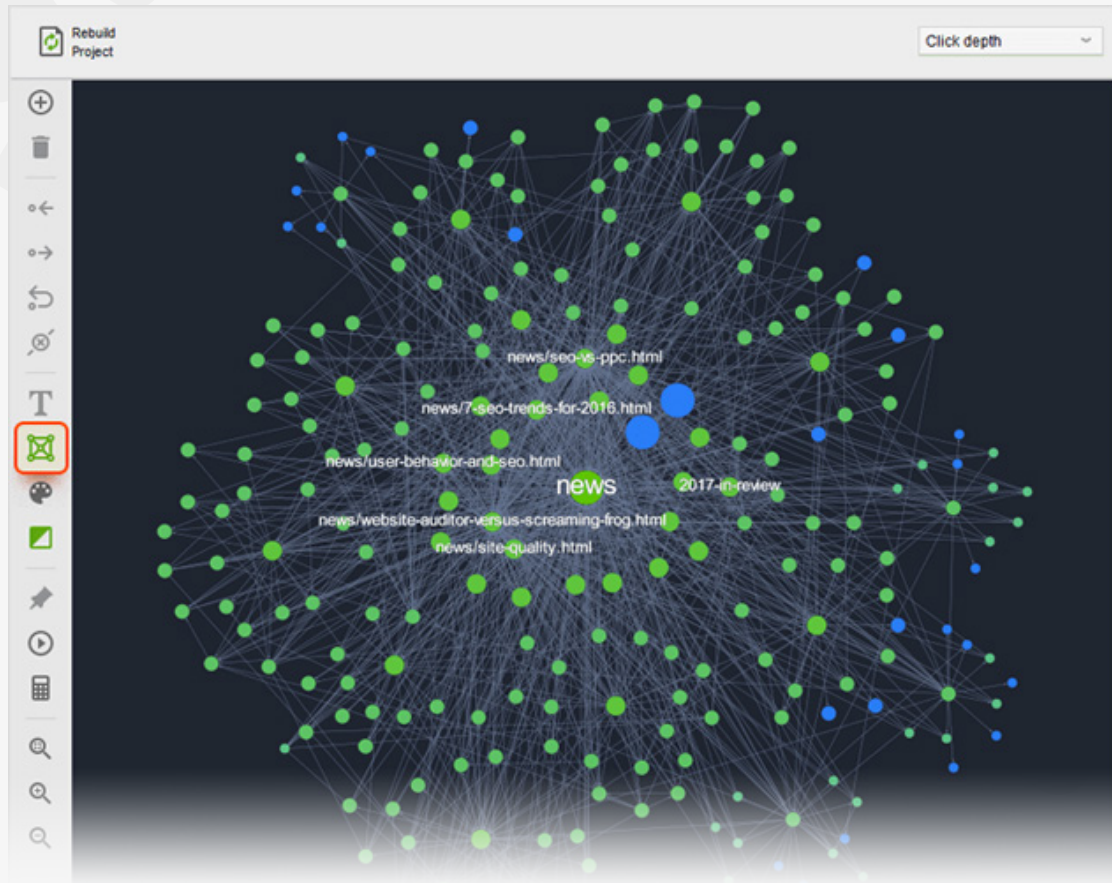 Rebuild
Project
Click depth
T
news/seo-vs-ppc.html
news/7-seo-trends-for-2016.html
news/user-behavior-and-seo.html
news
2017-in-review
news/website-auditor-versus-screaming-frog.html
news/site-quality.html